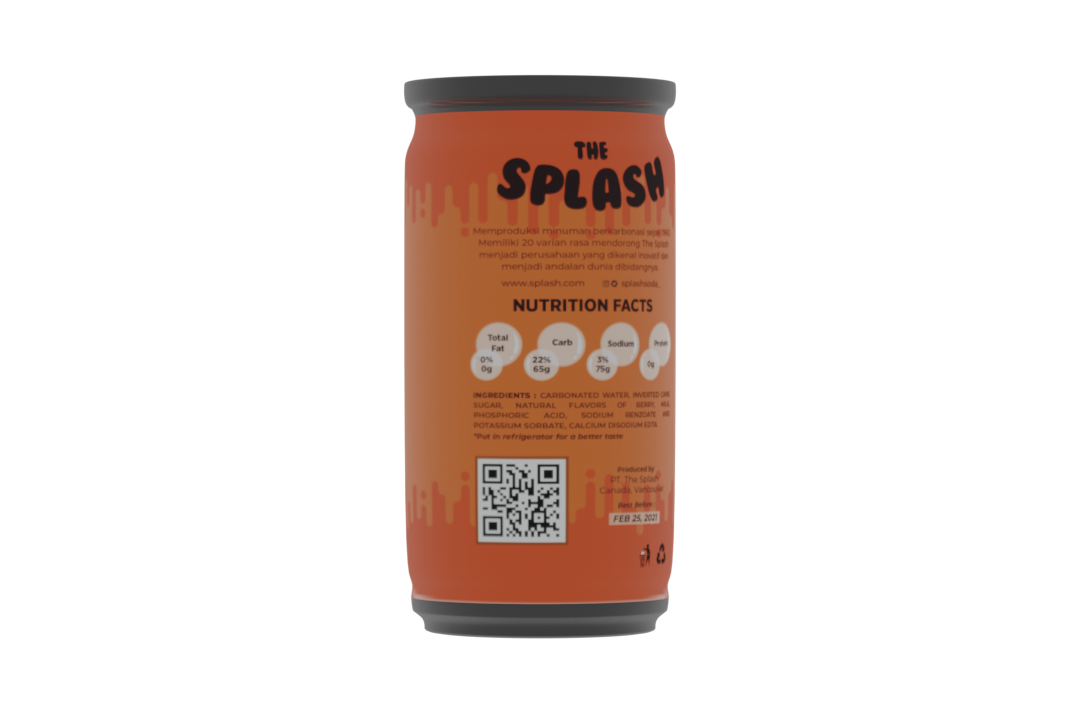 THE
SPLASH
Memproduksi minuman berkarbonasi sejak
Memiliki 20 varian rasa mendorong The Splash
menjadi perusahaan yang dikenal inovatif dan
menjadi andalan dunia dibidangnya.
www.splash.com splashsoda_
NUTRITION FACTS
Total Fat 0% 0g
Carb 22% 65g
Sodium 3% 75g
Protein 0g
INGREDIENTS : CARBONATED WATER, INVERTED CANE
SUGAR, NATURAL FLAVORS OF BERRY, MILK,
PHOSPHORIC ACID, SODIUM BENZOATE AND
POTASSIUM SORBATE, CALCIUM DISODIUM EDTA.
*Put in refrigerator for a better taste
Produced by
PT. The Splash
Canada, Vancouver
Best Before
FEB 25, 2021